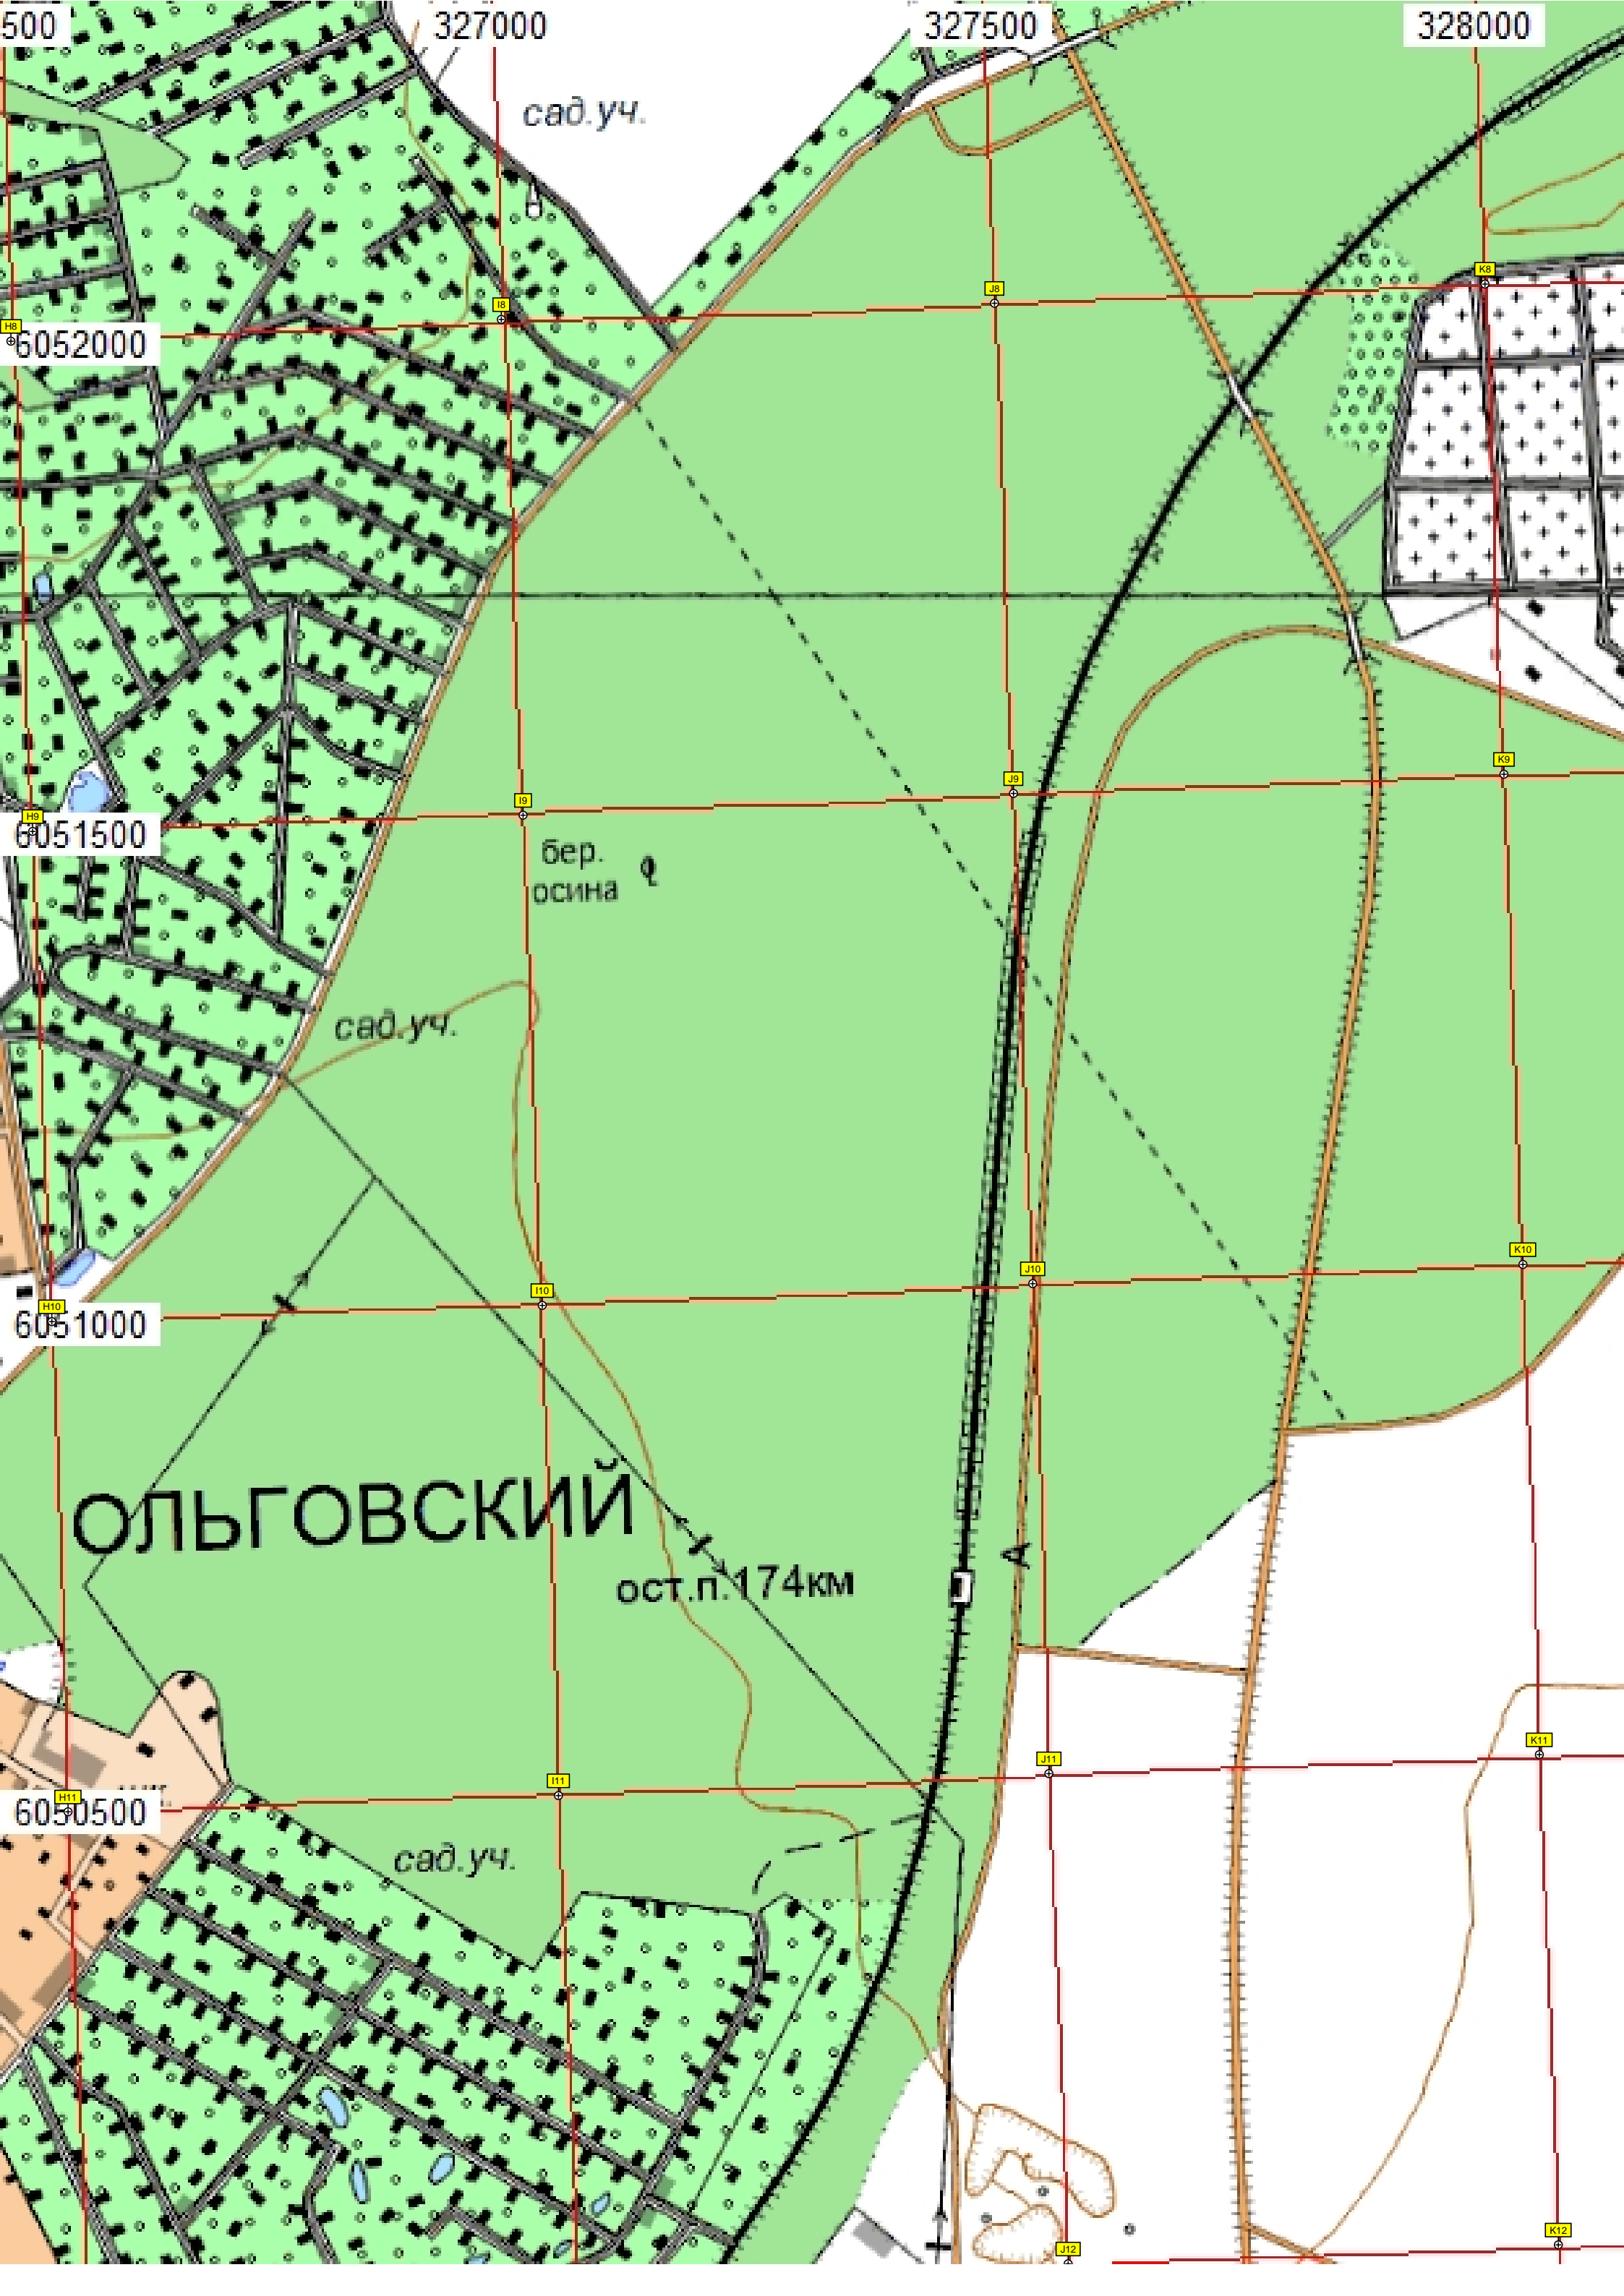 500
327000
327500
328000
сад.уч.
K8
J8
I8
H8
6052000
K9
J9
I9
H9
6051500
бер.
осина
сад.уч.
K10
J10
I10
H10
6051000
ОЛЬГОВСКИЙ
А
ост.п.174км
K11
J11
I11
H11
6050500
сад.уч.
K12
J12